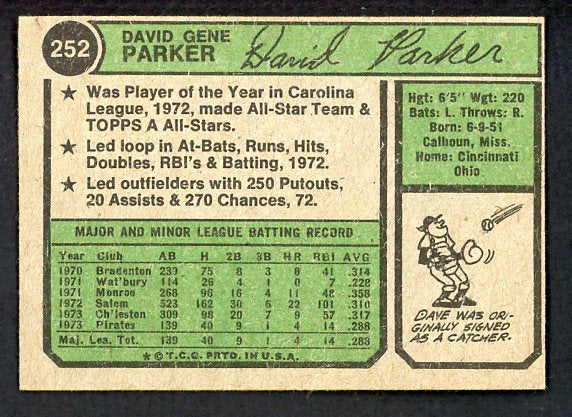 252
DAVID GENE
PARKER
David Parker
★ Was Player of the Year in Carolina
League, 1972, made All-Star Team &
TOPPS A All-Stars.
★ Led loop in At-Bats, Runs, Hits,
Doubles, RBI's & Batting, 1972.
★ Led outfielders with 250 Putouts,
20 Assists & 270 Chances, 72.
Hgt: 6'5" Wgt: 220
Bats: L. Throws: R.
Born: 6-9-51
Calhoun, Miss.
Home: Cincinnati
Ohio
MAJOR AND MINOR LEAGUE BATTING RECORD
Year Club AB H 2B 3B HR RBI AVG
1970 Bradenton 239 75 8 3 6 41 .314
1971 Wat'bury 114 26 4 1 0 7 .228
1971 Monroe 268 96 16 4 11 48 .358
1972 Salem 523 162 30 6 22 101 .310
1973 Ch'leston 309 98 20 7 9 57 .317
1973 Pirates 139 40 9 1 4 14 .288
Maj. Lea. Tot. 139 40 9 1 4 14 .288
★ © T.C.G. PRTD. IN U.S.A.
DAVE WAS ORI-
GINALLY SIGNED
AS A CATCHER.